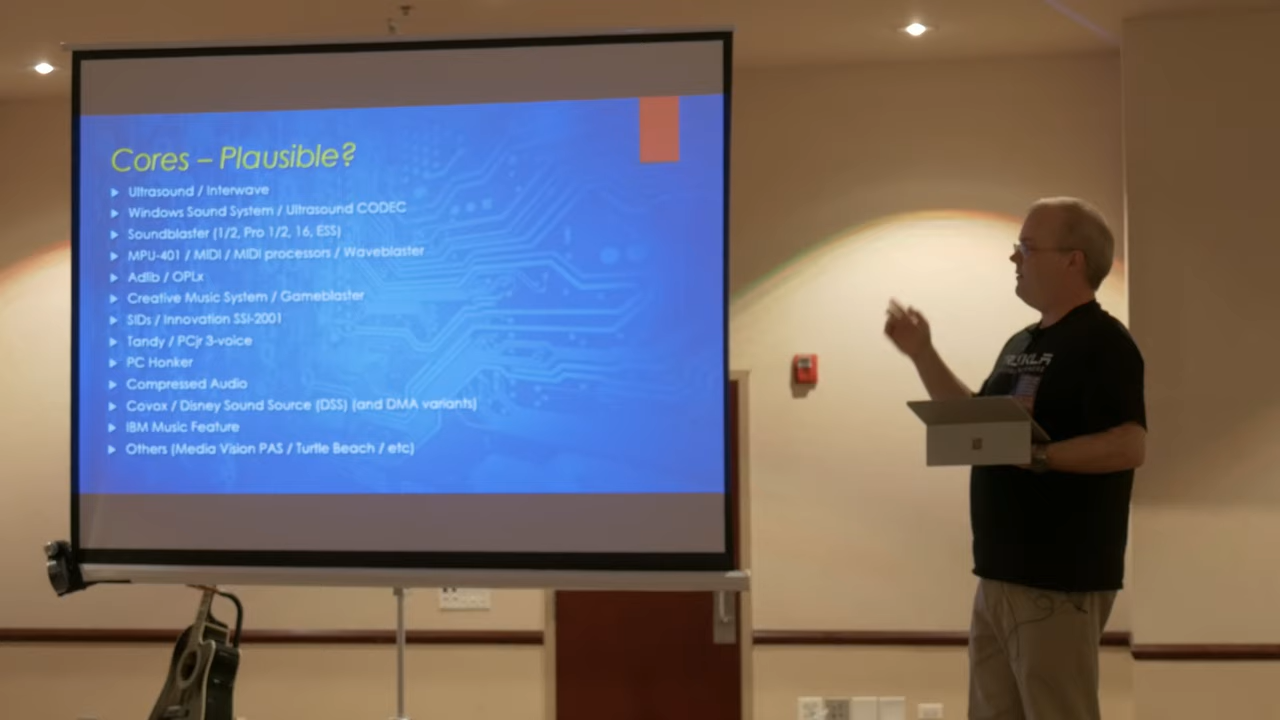 Cores – Plausible?
Ultrasound / Interwave
Windows Sound System / Ultrasound CODEC
Soundblaster (1/2, Pro 1/2, 16, ESS)
MPU-401 / MIDI / MIDI processors / Waveblaster
Adlib / OPLx
Creative Music System / Gameblaster
SIDs / Innovation SSI-2001
Tandy / PCjr 3-voice
PC Honker
Compressed Audio
Covox / Disney Sound Source (DSS) (and DMA variants)
IBM Music Feature
Others (Media Vision PAS / Turtle Beach / etc)